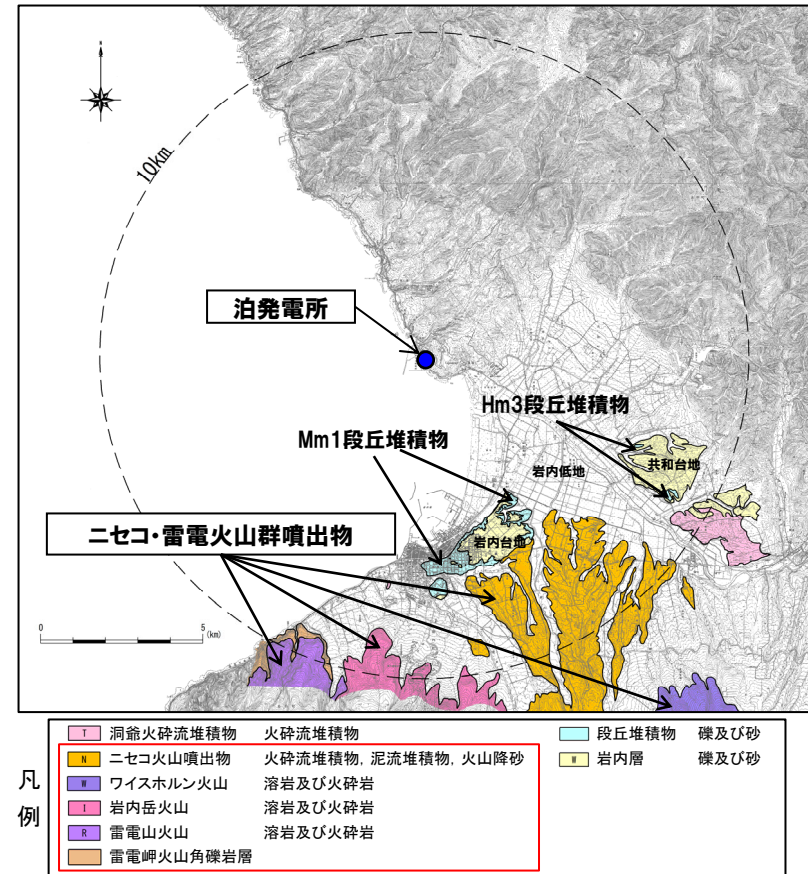 10km
泊発電所
Hm3段丘堆積物
Mm1段丘堆積物
共和台地
岩内低地
ニセコ・雷電火山群噴出物
岩内台地
0 5
(km)
凡例
T 洞爺火砕流堆積物 火砕流堆積物
N ニセコ火山噴出物 火砕流堆積物, 泥流堆積物, 火山降砂
W ワイスホルン火山 溶岩及び火砕岩
I 岩内岳火山 溶岩及び火砕岩
R 雷電山火山 溶岩及び火砕岩
雷電岬火山角礫岩層
段丘堆積物 礫及び砂
W 岩内層 礫及び砂